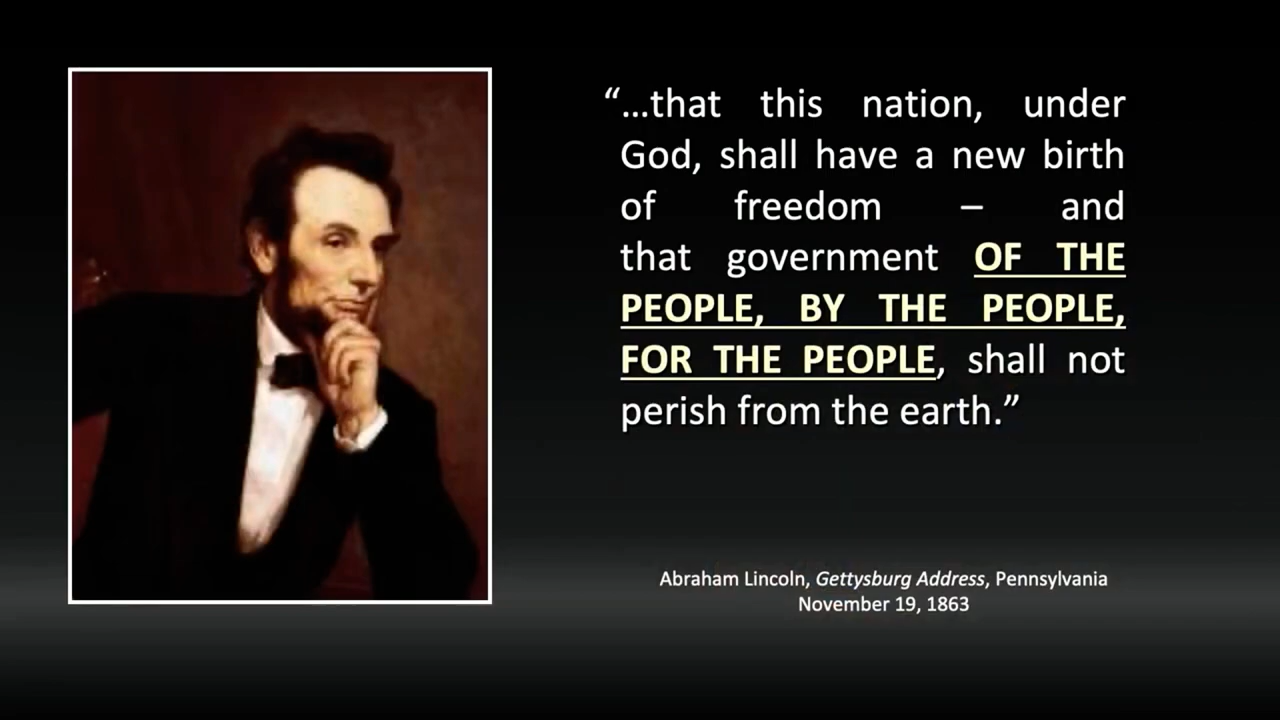 “…that this nation, under
God, shall have a new birth
of freedom – and
that government OF THE
PEOPLE, BY THE PEOPLE,
FOR THE PEOPLE, shall not
perish from the earth.”
Abraham Lincoln, Gettysburg Address, Pennsylvania
November 19, 1863